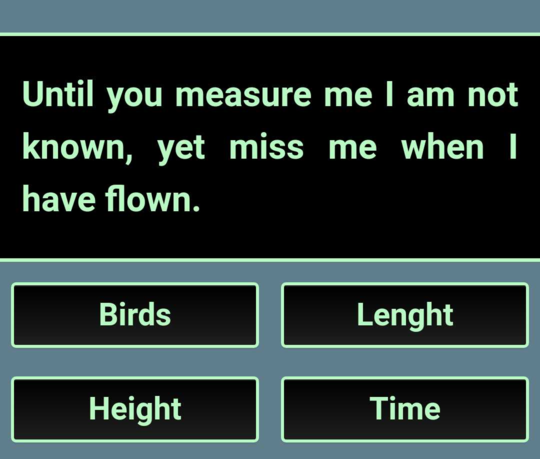 Until you measure me I am not
known, yet miss me when I
have flown.
Birds
Lenght
Height
Time